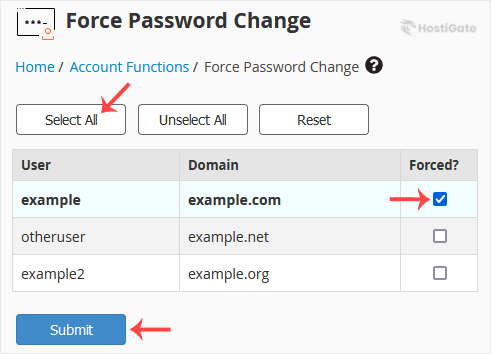 Force Password Change
HostiGate
Home / Account Functions / Force Password Change ?
Select All Unselect All Reset
User Domain Forced?
example example.com
otheruser example.net
example2 example.org
Submit